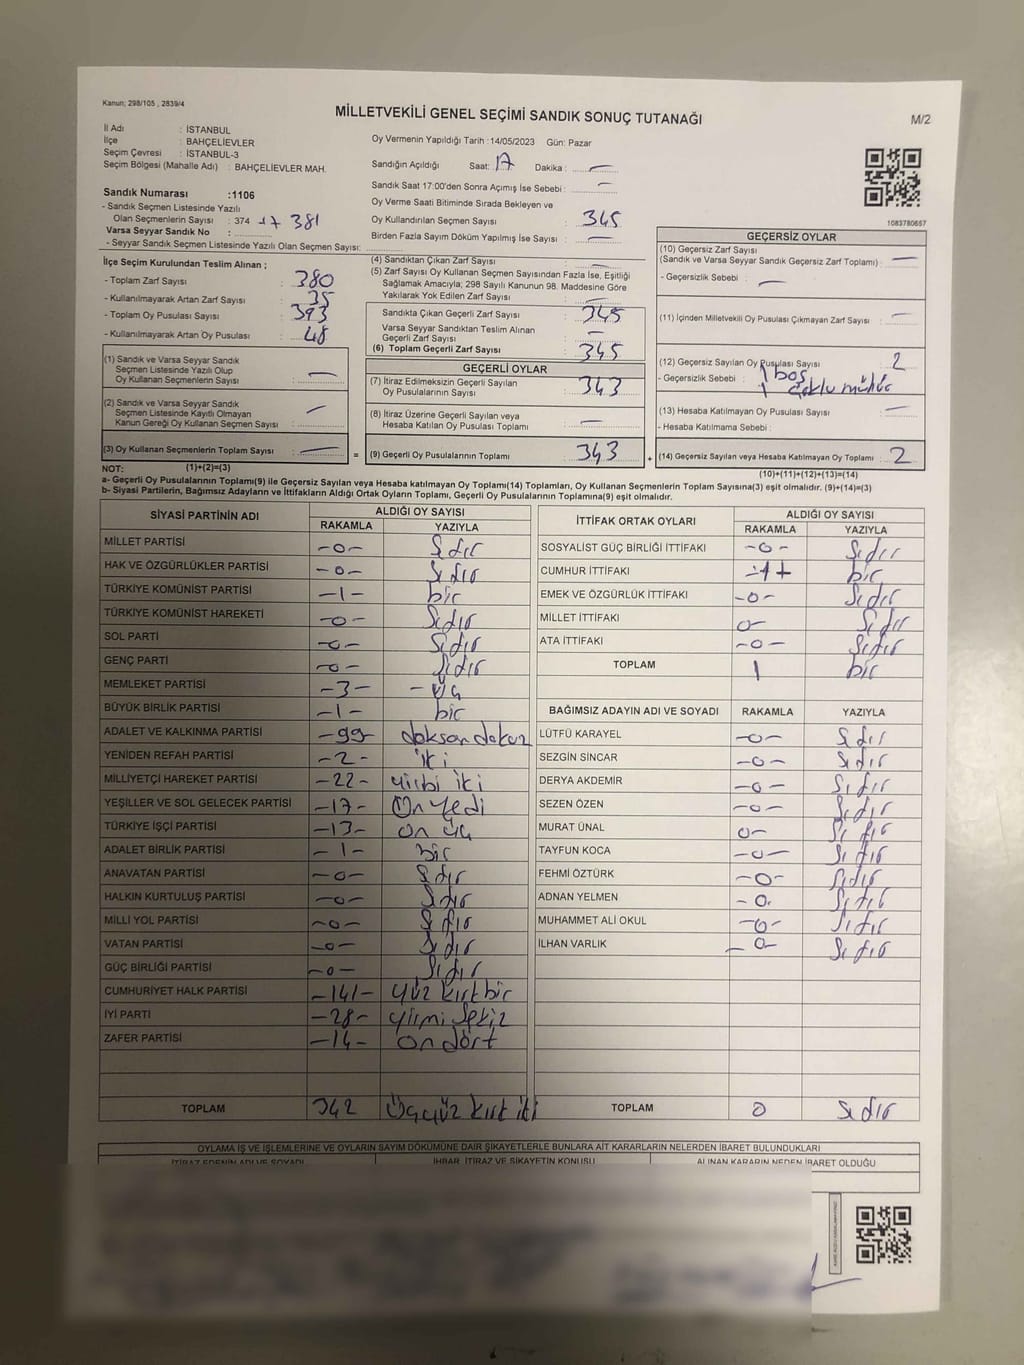 Kanun; 298/105 , 2839/4
MİLLETVEKİLİ GENEL SEÇİMİ SANDIK SONUÇ TUTANAĞI
M/2
İl Adı : İSTANBUL
İlçe : BAHÇELİEVLER
Seçim Çevresi : İSTANBUL-3
Seçim Bölgesi (Mahalle Adı) : BAHÇELİEVLER MAH.
Sandık Numarası :1106
- Sandık Seçmen Listesinde Yazılı
Olan Seçmenlerin Sayısı : 374 +7 381
Varsa Seyyar Sandık No :
- Seyyar Sandık Seçmen Listesinde Yazılı Olan Seçmen Sayısı:
Oy Vermenin Yapıldığı Tarih :14/05/2023 Gün: Pazar
Sandığın Açıldığı Saat: 17 Dakika : —
Sandık Saat 17:00'den Sonra Açımış İse Sebebi : —
Oy Verme Saati Bitiminde Sırada Bekleyen ve
Oy Kullandırılan Seçmen Sayısı : 345
Birden Fazla Sayım Döküm Yapılmış İse Sayısı : —
1083780657
İlçe Seçim Kurulundan Teslim Alınan ;
- Toplam Zarf Sayısı : 380
- Kullanılmayarak Artan Zarf Sayısı : 35
- Toplam Oy Pusulası Sayısı : 393
- Kullanılmayarak Artan Oy Pusulası : 48
(1) Sandık ve Varsa Seyyar Sandık
Seçmen Listesinde Yazılı Olup
Oy Kullanan Seçmenlerin Sayısı : —
(2) Sandık ve Varsa Seyyar Sandık
Seçmen Listesinde Kayıtlı Olmayan
Kanun Gereği Oy Kullanan Seçmen Sayısı : —
(3) Oy Kullanan Seçmenlerin Toplam Sayısı : —
(4) Sandıktan Çıkan Zarf Sayısı : —
(5) Zarf Sayısı Oy Kullanan Seçmen Sayısından Fazla İse, Eşitliği
Sağlamak Amacıyla; 298 Sayılı Kanunun 98. Maddesine Göre
Yakılarak Yok Edilen Zarf Sayısı : —
Sandıkta Çıkan Geçerli Zarf Sayısı : 345
Varsa Seyyar Sandıktan Teslim Alınan
Geçerli Zarf Sayısı : —
(6) Toplam Geçerli Zarf Sayısı : 345
GEÇERLİ OYLAR
(7) İtiraz Edilmeksizin Geçerli Sayılan
Oy Pusulalarının Sayısı : 343
(8) İtiraz Üzerine Geçerli Sayılan veya
Hesaba Katılan Oy Pusulası Toplamı : —
= (9) Geçerli Oy Pusulalarının Toplamı : 343
GEÇERSİZ OYLAR
(10) Geçersiz Zarf Sayısı
(Sandık ve Varsa Seyyar Sandık Geçersiz Zarf Toplamı) : —
- Geçersizlik Sebebi : —
(11) İçinden Milletvekili Oy Pusulası Çıkmayan Zarf Sayısı : —
(12) Geçersiz Sayılan Oy Pusulası Sayısı : 2
- Geçersizlik Sebebi : 1 boş
1 çoklu mühür
(13) Hesaba Katılmayan Oy Pusulası Sayısı : —
- Hesaba Katılmama Sebebi :
+ (14) Geçersiz Sayılan veya Hesaba Katılmayan Oy Toplamı : 2
NOT: (1)+(2)=(3)
(10)+(11)+(12)+(13)=(14)
a- Geçerli Oy Pusulalarının Toplamı(9) ile Geçersiz Sayılan veya Hesaba katılmayan Oy Toplamı(14) Toplamları, Oy Kullanan Seçmenlerin Toplam Sayısına(3) eşit olmalıdır. (9)+(14)=(3)
b- Siyasi Partilerin, Bağımsız Adayların ve İttifakların Aldığı Ortak Oyların Toplamı, Geçerli Oy Pusulalarının Toplamına(9) eşit olmalıdır.
SİYASİ PARTİNİN ADI ALDIĞI OY SAYISI
RAKAMLA YAZIYLA
MİLLET PARTİSİ -0- Sıfır
HAK VE ÖZGÜRLÜKLER PARTİSİ -0- Sıfır
TÜRKİYE KOMÜNİST PARTİSİ -1- bir
TÜRKİYE KOMÜNİST HAREKETİ -0- Sıfır
SOL PARTİ -0- Sıfır
GENÇ PARTİ -0- Sıfır
MEMLEKET PARTİSİ -3- - Üç
BÜYÜK BİRLİK PARTİSİ -1- bir
ADALET VE KALKINMA PARTİSİ -99- doksan dokuz
YENİDEN REFAH PARTİSİ -2- iki
MİLLİYETÇİ HAREKET PARTİSİ -22- yirmi iki
YEŞİLLER VE SOL GELECEK PARTİSİ -17- On Yedi
TÜRKİYE İŞÇİ PARTİSİ -13- on üç
ADALET BİRLİK PARTİSİ -1- bir
ANAVATAN PARTİSİ -0- Sıfır
HALKIN KURTULUŞ PARTİSİ -0- Sıfır
MİLLİ YOL PARTİSİ -0- Sıfır
VATAN PARTİSİ -0- Sıfır
GÜÇ BİRLİĞİ PARTİSİ -0- Sıfır
CUMHURİYET HALK PARTİSİ -141- Yüz kırk bir
İYİ PARTİ -28- yirmi Sekiz
ZAFER PARTİSİ -14- on dört
TOPLAM 342 Üçyüz kırk iki
İTTİFAK ORTAK OYLARI ALDIĞI OY SAYISI
RAKAMLA YAZIYLA
SOSYALİST GÜÇ BİRLİĞİ İTTİFAKI -0- Sıfır
CUMHUR İTTİFAKI -1- bir
EMEK VE ÖZGÜRLÜK İTTİFAKI -0- Sıfır
MİLLET İTTİFAKI 0- Sıfır
ATA İTTİFAKI -0- Sıfır
TOPLAM 1 bir
BAĞIMSIZ ADAYIN ADI VE SOYADI RAKAMLA YAZIYLA
LÜTFÜ KARAYEL -0- Sıfır
SEZGİN SİNCAR -0- Sıfır
DERYA AKDEMİR -0- Sıfır
SEZEN ÖZEN -0- Sıfır
MURAT ÜNAL 0- Sıfır
TAYFUN KOCA -0- Sıfır
FEHMİ ÖZTÜRK -0- Sıfır
ADNAN YELMEN -0. Sıfır
MUHAMMET ALİ OKUL -0- Sıfır
İLHAN VARLIK -0- Sıfır
TOPLAM 0 Sıfır
OYLAMA İŞ VE İŞLEMLERİNE VE OYLARIN SAYIM DÖKÜMÜNE DAİR ŞİKAYETLERLE BUNLARA AİT KARARLARIN NELERDEN İBARET BULUNDUKLARI
İTİRAZ EDENİN ADI VE SOYADI İHBAR, İTİRAZ VE ŞİKAYETİN KONUSU ALINAN KARARIN NEDEN İBARET OLDUĞU